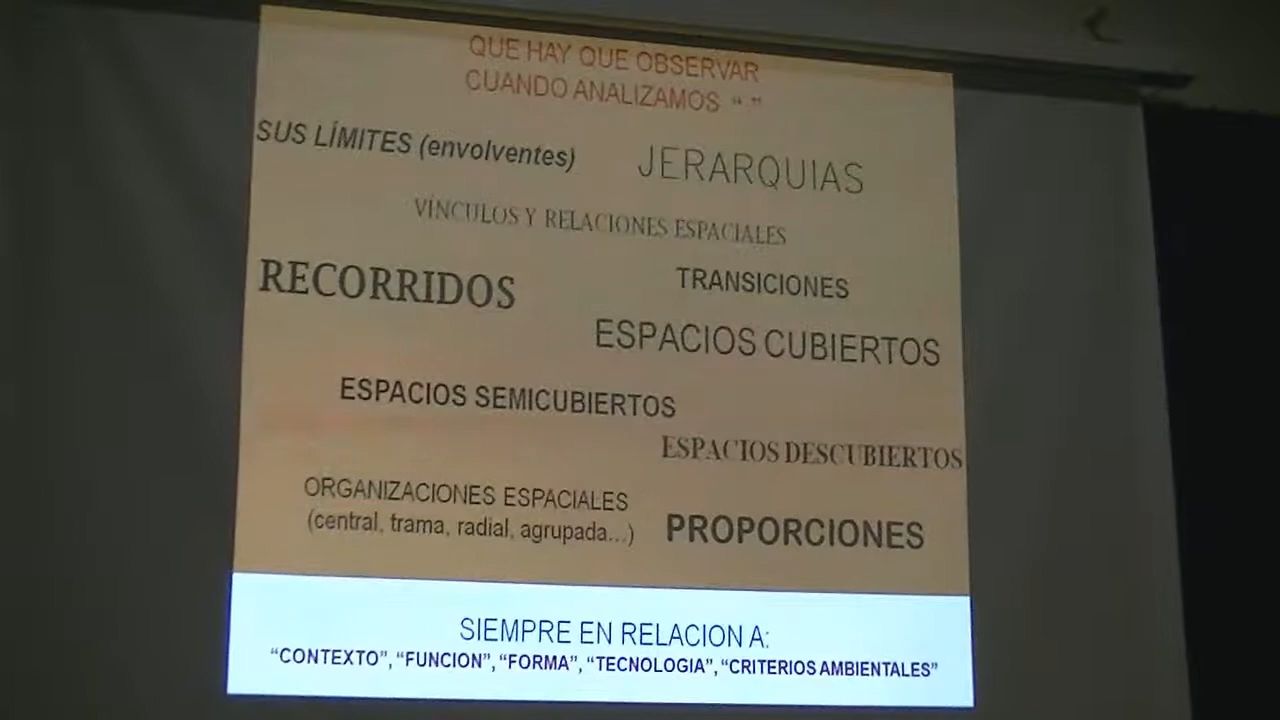 QUE HAY QUE OBSERVAR
CUANDO ANALIZAMOS “ ”
SUS LÍMITES (envolventes)
JERARQUIAS
VINCULOS Y RELACIONES ESPACIALES
RECORRIDOS
TRANSICIONES
ESPACIOS CUBIERTOS
ESPACIOS SEMICUBIERTOS
ESPACIOS DESCUBIERTOS
ORGANIZACIONES ESPACIALES
(central, trama, radial, agrupada...)
PROPORCIONES
SIEMPRE EN RELACION A:
“CONTEXTO”, “FUNCION”, “FORMA”, “TECNOLOGIA”, “CRITERIOS AMBIENTALES”